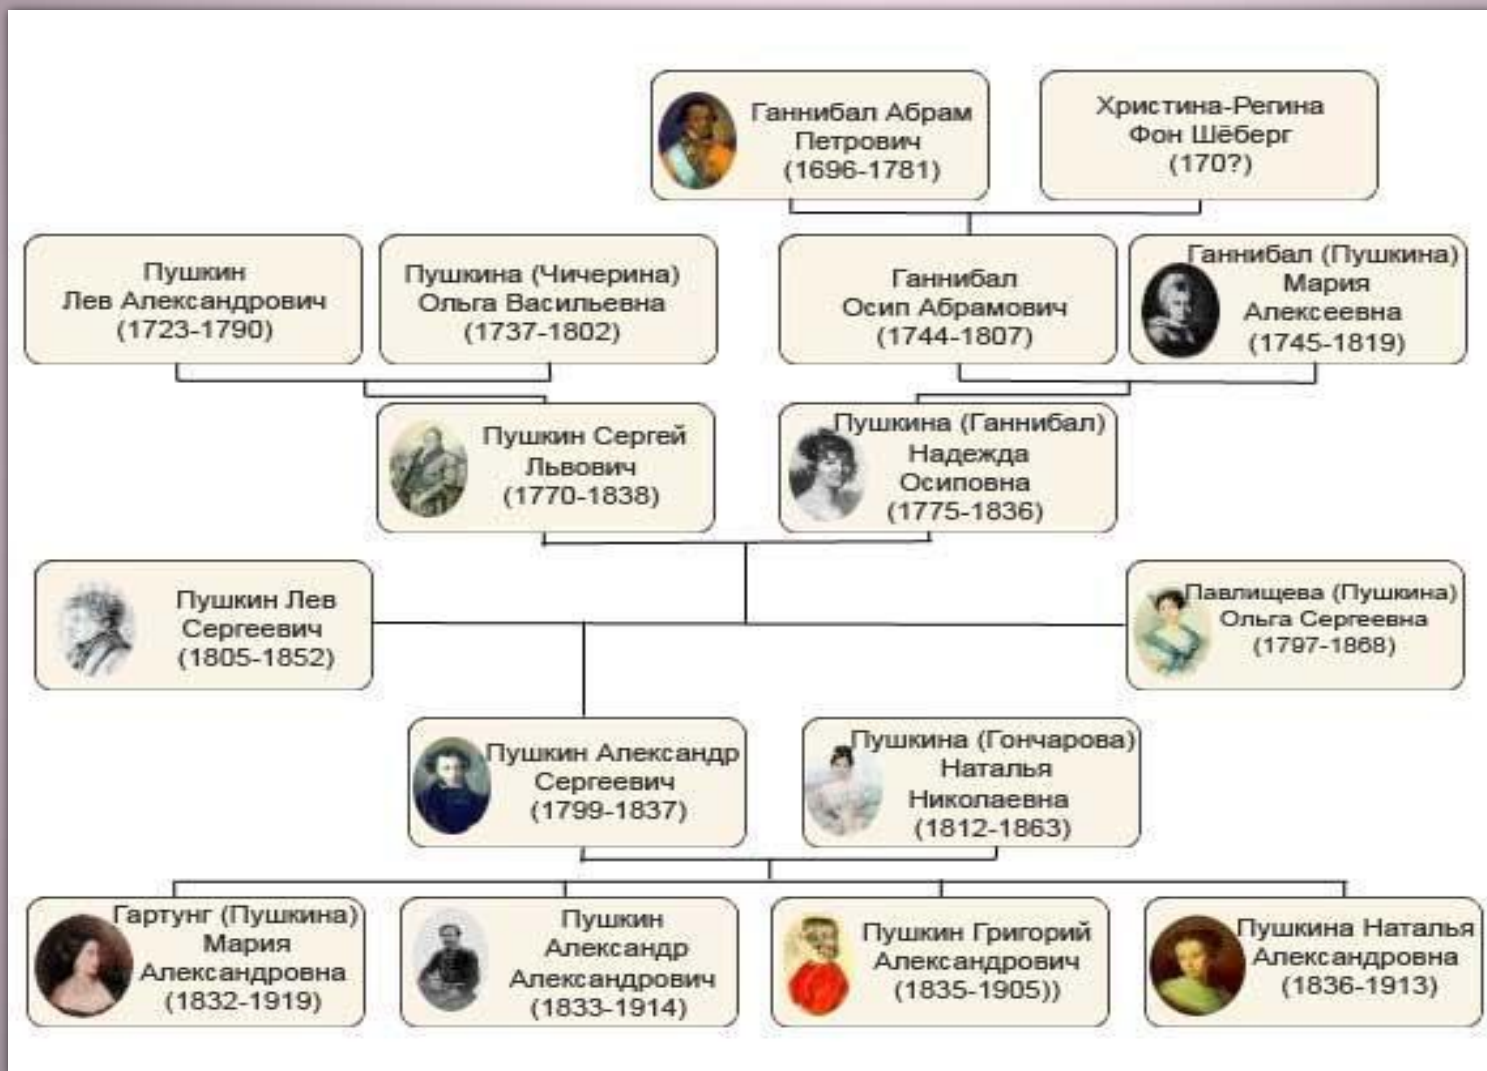 Ганнибал Абрам
Петрович
(1696-1781)
Христина-Регина
Фон Шёберг
(170?)
Пушкин
Лев Александрович
(1723-1790)
Пушкина (Чичерина)
Ольга Васильевна
(1737-1802)
Ганнибал
Осип Абрамович
(1744-1807)
Ганнибал (Пушкина)
Мария
Алексеевна
(1745-1819)
Пушкин Сергей
Львович
(1770-1838)
Пушкина (Ганнибал)
Надежда
Осиповна
(1775-1836)
Пушкин Лев
Сергеевич
(1805-1852)
Павлищева (Пушкина)
Ольга Сергеевна
(1797-1868)
Пушкин Александр
Сергеевич
(1799-1837)
Пушкина (Гончарова)
Наталья
Николаевна
(1812-1863)
Гартунг (Пушкина)
Мария
Александровна
(1832-1919)
Пушкин
Александр
Александрович
(1833-1914)
Пушкин Григорий
Александрович
(1835-1905))
Пушкина Наталья
Александровна
(1836-1913)